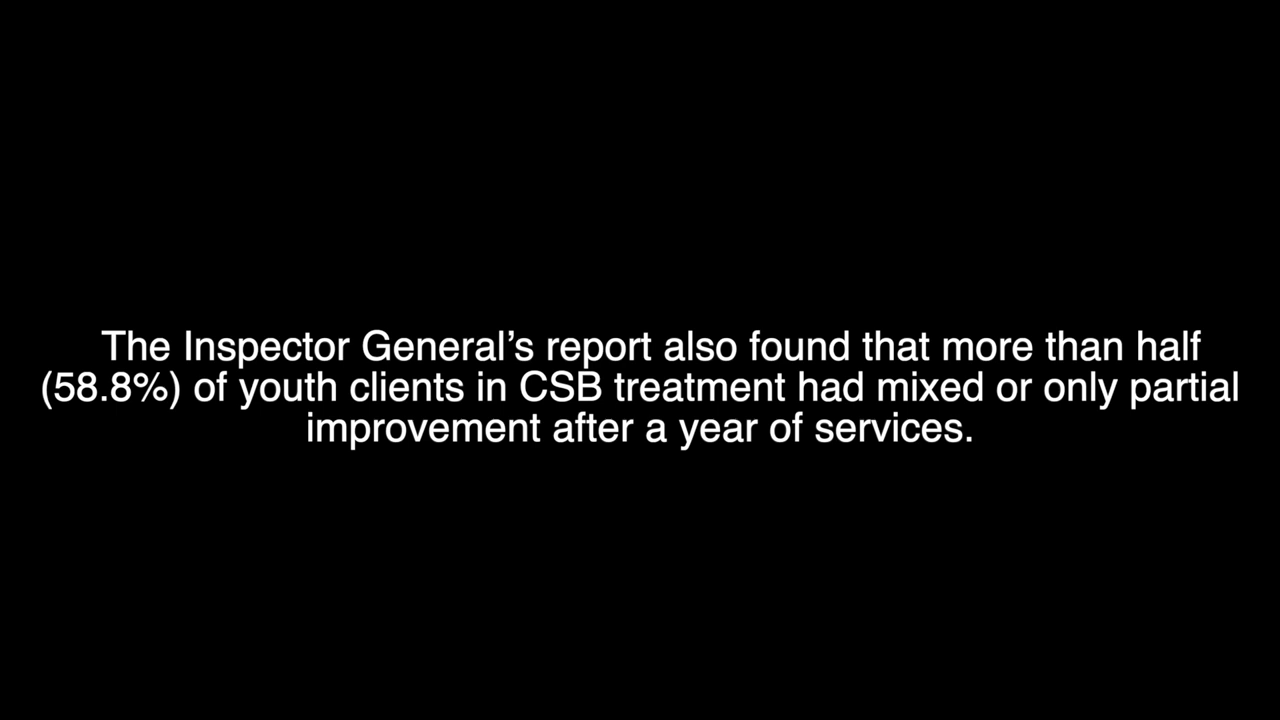 The Inspector General’s report also found that more than half
(58.8%) of youth clients in CSB treatment had mixed or only partial
improvement after a year of services.